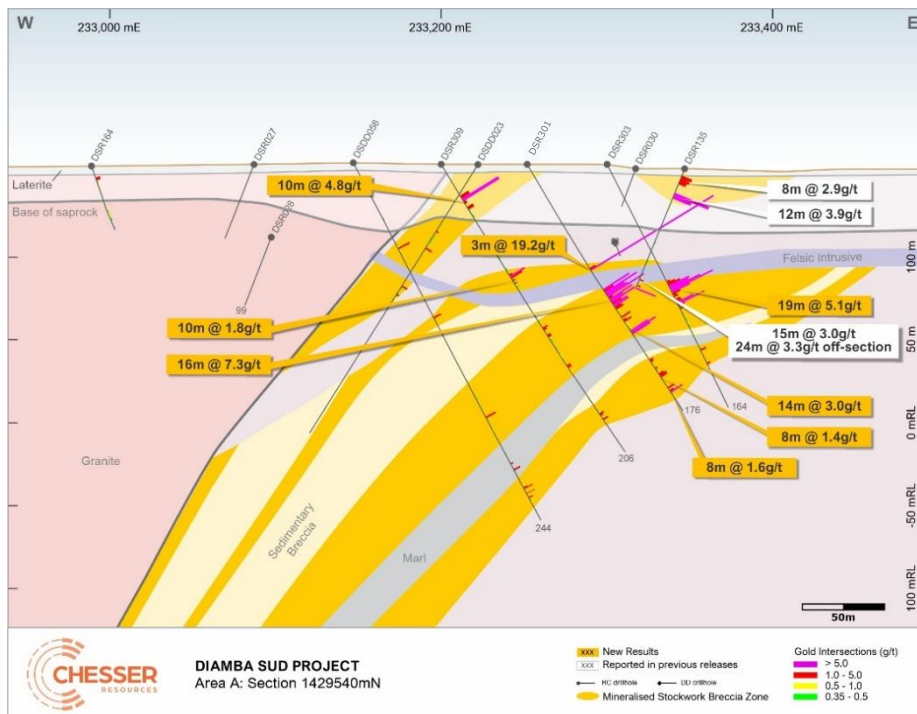 W
233,000 mE
233,200 mE
233,400 mE
E
DSR164
DSR027
DSDD058
DSR309
DSDD023
DSR301
DSR303
DSR030
DSR135
Laterite
Base of saprock
DSR028
10m @ 4.8g/t
8m @ 2.9g/t
12m @ 3.9g/t
3m @ 19.2g/t
Felsic Intrusive
100 m
99
10m @ 1.8g/t
19m @ 5.1g/t
15m @ 3.0g/t
24m @ 3.3g/t off-section
16m @ 7.3g/t
50 m
14m @ 3.0g/t
176
164
8m @ 1.4g/t
0 mRL
206
8m @ 1.6g/t
Granite
Sedimentary
Breccia
244
-50 mRL
Marl
100 mRL
50m
CHESSER
RESOURCES
DIAMBA SUD PROJECT
Area A: Section 1429540mN
xxx New Results
xxx Reported in previous releases
RC drillhole DD drillhole
Mineralised Stockwork Breccia Zone
Gold Intersections (g/t)
> 5.0
1.0 - 5.0
0.5 - 1.0
0.35 - 0.5